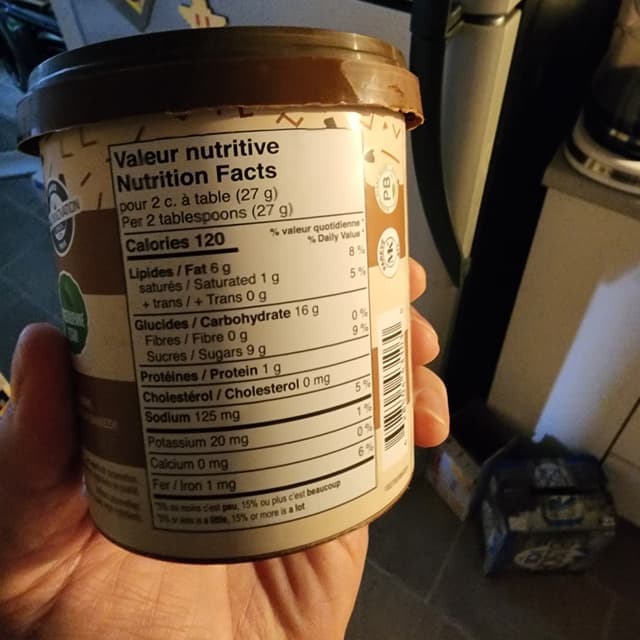 Valeur nutritive
Nutrition Facts
pour 2 c. à table (27 g)
Per 2 tablespoons (27 g)
Calories 120
% valeur quotidienne*
% Daily Value*
Lipides / Fat 6 g 8 %
saturés / Saturated 1 g 5 %
+ trans / + Trans 0 g
Glucides / Carbohydrate 16 g
Fibres / Fibre 0 g 0 %
Sucres / Sugars 9 g 9 %
Protéines / Protein 1 g
Cholestérol / Cholesterol 0 mg
Sodium 125 mg 5 %
Potassium 20 mg 1 %
Calcium 0 mg 0 %
Fer / Iron 1 mg 6 %
*5% ou moins c'est peu, 15% ou plus c'est beaucoup
*5% or less is a little, 15% or more is a lot
PB
MK